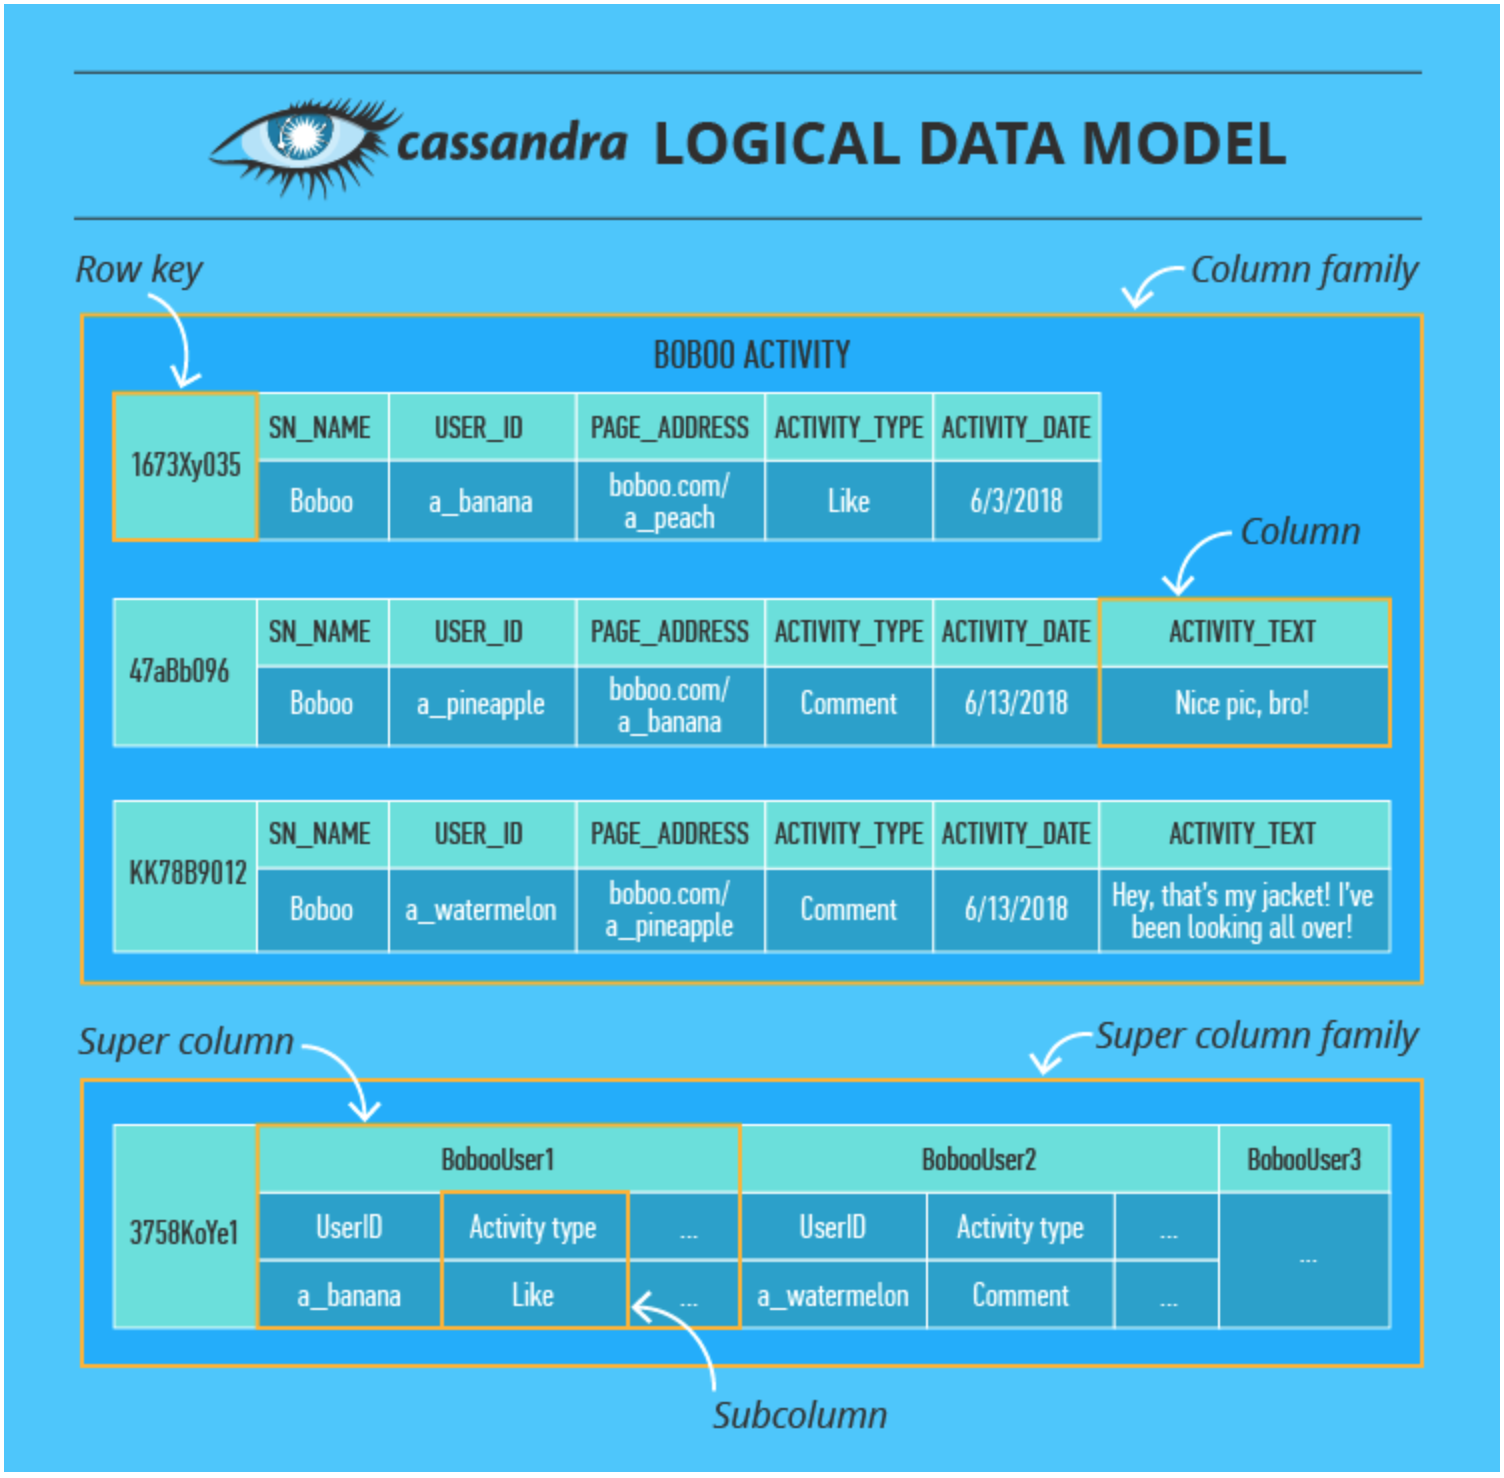 cassandra LOGICAL DATA MODEL
Row key
Column family
BOBOO ACTIVITY
1673Xy035
SN_NAME USER_ID PAGE_ADDRESS ACTIVITY_TYPE ACTIVITY_DATE
Boboo a_banana boboo.com/ a_peach Like 6/3/2018
Column
47aBb096
SN_NAME USER_ID PAGE_ADDRESS ACTIVITY_TYPE ACTIVITY_DATE ACTIVITY_TEXT
Boboo a_pineapple boboo.com/ a_banana Comment 6/13/2018 Nice pic, bro!
KK78B9012
SN_NAME USER_ID PAGE_ADDRESS ACTIVITY_TYPE ACTIVITY_DATE ACTIVITY_TEXT
Boboo a_watermelon boboo.com/ a_pineapple Comment 6/13/2018 Hey, that's my jacket! I've been looking all over!
Super column
Super column family
3758KoYe1
BobooUser1 BobooUser2 BobooUser3
UserID Activity type ... UserID Activity type ... ...
a_banana Like ... a_watermelon Comment ...
Subcolumn